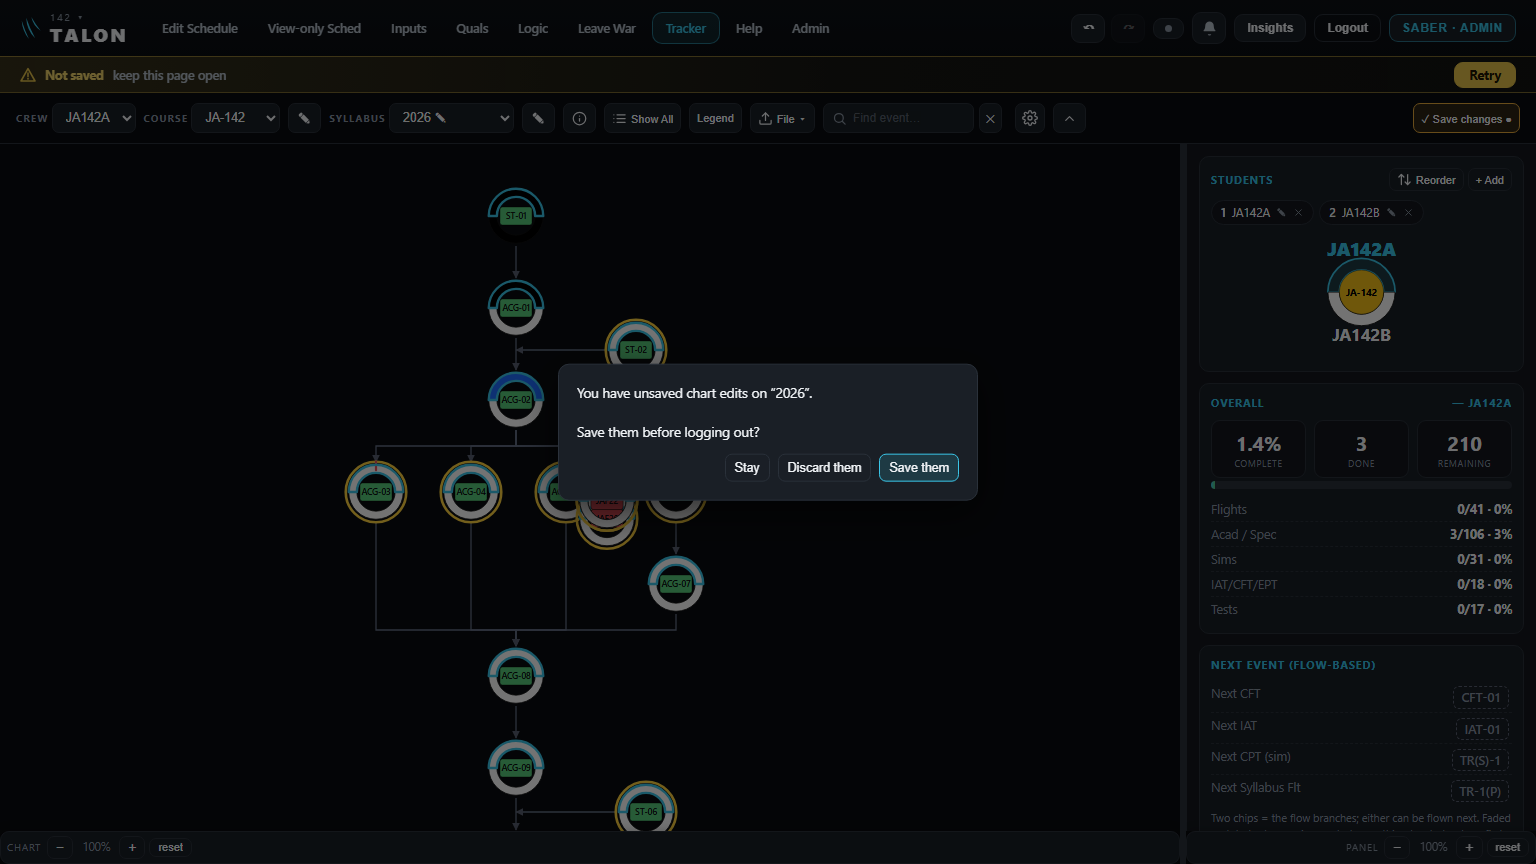 142
TALON
Edit Schedule
View-only Sched
Inputs
Quals
Logic
Leave War
Tracker
Help
Admin
Insights
Logout
SABER · ADMIN
Not saved keep this page open
Retry
CREW JA142A
COURSE JA-142
SYLLABUS 2026
Show All
Legend
File
Find event...
✓ Save changes
ST-01
ACG-01
ST-02
ACG-02
You have unsaved chart edits on “2026”.
Save them before logging out?
Stay
Discard them
Save them
ACG-03
ACG-04
ACG-07
ACG-08
ACG-09
ST-06
STUDENTS
Reorder
+ Add
1 JA142A
2 JA142B
JA142A
JA-142
JA142B
OVERALL
— JA142A
1.4%
COMPLETE
3
DONE
210
REMAINING
Flights 0/41 · 0%
Acad / Spec 3/106 · 3%
Sims 0/31 · 0%
IAT/CFT/EPT 0/18 · 0%
Tests 0/17 · 0%
NEXT EVENT (FLOW-BASED)
Next CFT CFT-01
Next IAT IAT-01
Next CPT (sim) TR(S)-1
Next Syllabus Flt TR-1(P)
Two chips = the flow branches; either can be flown next. Faded
CHART − 100% + reset
PANEL − 100% + reset